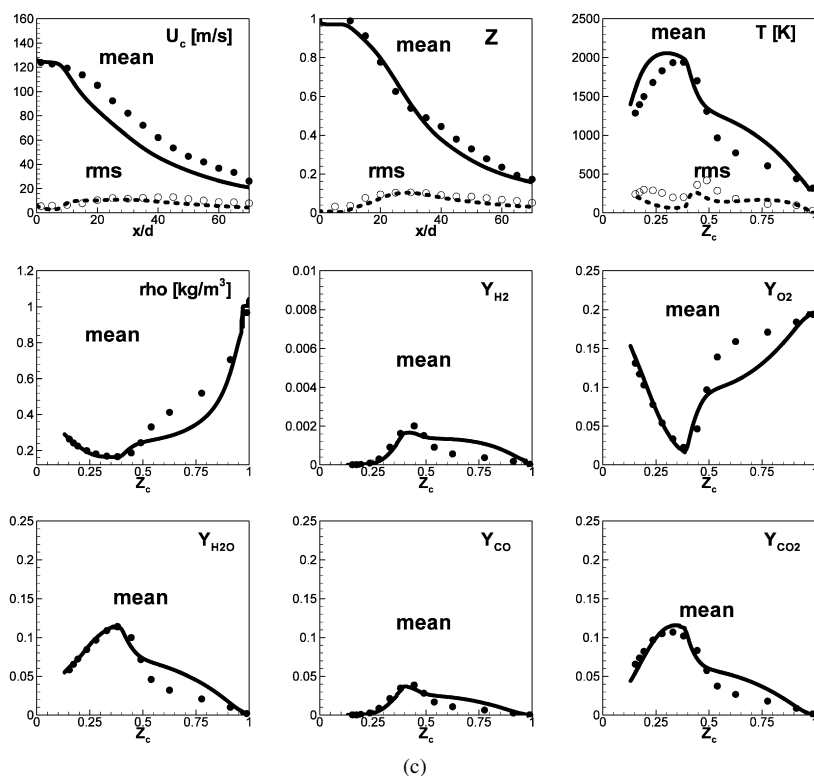 160
140
120
100
80
60
40
20
0
U_c [m/s]
mean
rms
20 40 60
x/d
1
0.8
0.6
0.4
0.2
0
Z
mean
rms
0 20 40 60
x/d
2500
2000
1500
1000
500
0
T [K]
mean
rms
0 0.25 0.5 0.75 1
Z_c
1.2
1
0.8
0.6
0.4
0.2
rho [kg/m³]
mean
0 0.25 0.5 0.75 1
Z_c
0.01
0.008
0.006
0.004
0.002
0
Y_H2
mean
0 0.25 0.5 0.75 1
Z_c
0.25
0.2
0.15
0.1
0.05
0
Y_O2
mean
0 0.25 0.5 0.75 1
Z_c
0.25
0.2
0.15
0.1
0.05
0
Y_H2O
mean
0 0.25 0.5 0.75 1
Z_c
0.25
0.2
0.15
0.1
0.05
0
Y_CO
mean
0 0.25 0.5 0.75 1
Z_c
0.25
0.2
0.15
0.1
0.05
0
Y_CO2
mean
0 0.25 0.5 0.75 1
Z_c
(c)